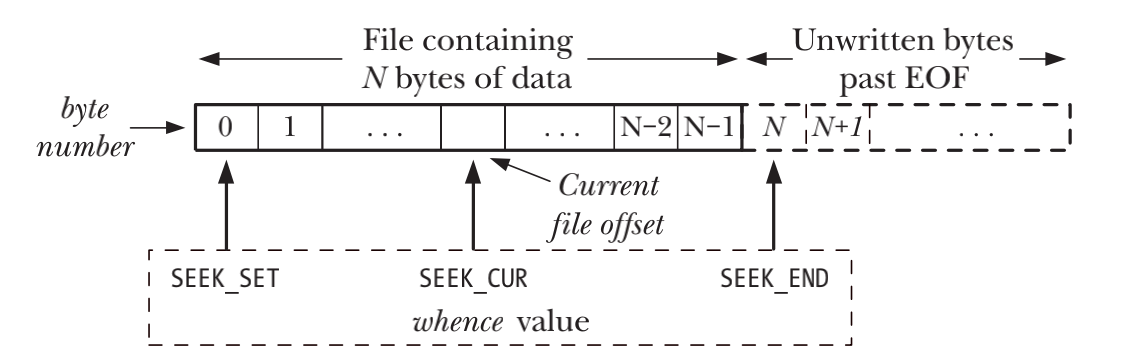 File containing
N bytes of data
Unwritten bytes
past EOF
byte
number
0 1 . . . . . . N−2 N−1 N N+1 . . .
Current
file offset
SEEK_SET SEEK_CUR SEEK_END
whence value